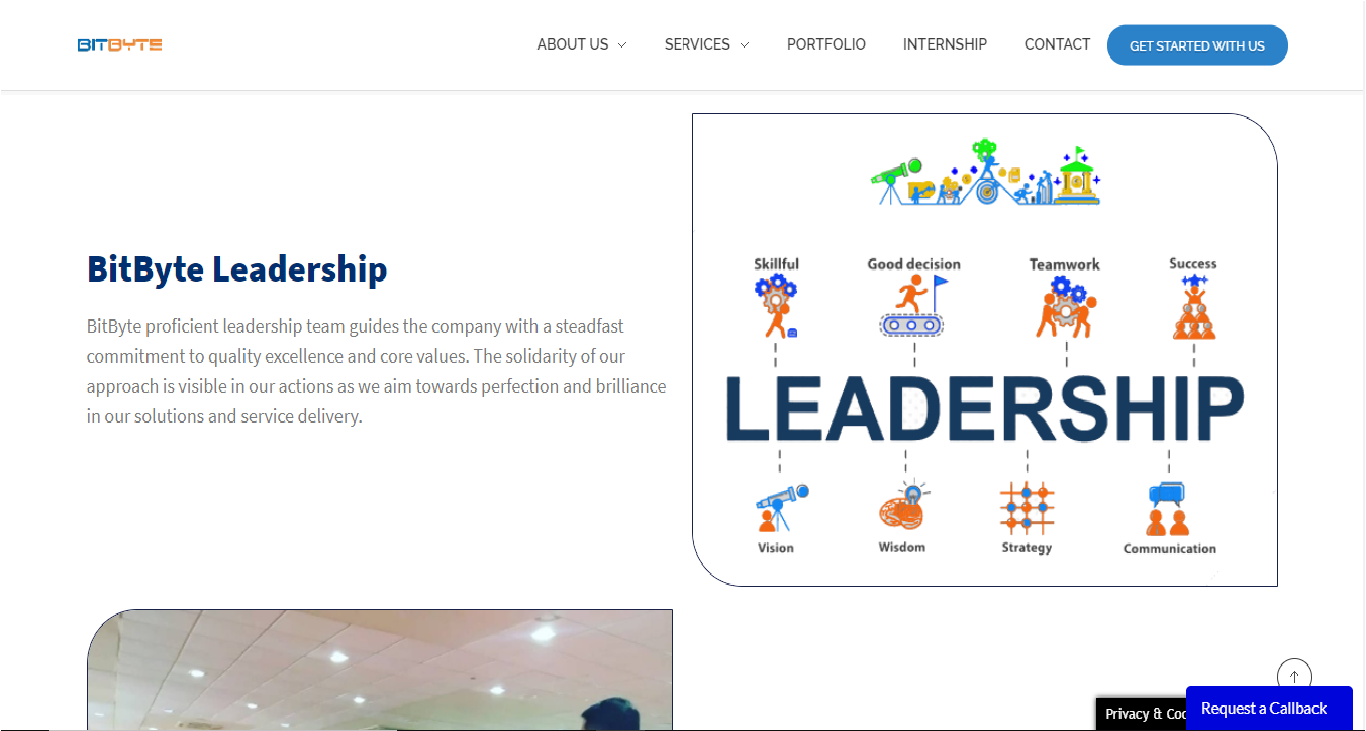 BITBYTE
ABOUT US
SERVICES
PORTFOLIO
INTERNSHIP
CONTACT
GET STARTED WITH US
BitByte Leadership
BitByte proficient leadership team guides the company with a steadfast
commitment to quality excellence and core values. The solidarity of our
approach is visible in our actions as we aim towards perfection and brilliance
in our solutions and service delivery.
Skillful
Good decision
Teamwork
Success
LEADERSHIP
Vision
Wisdom
Strategy
Communication
Privacy & Coo
Request a Callback